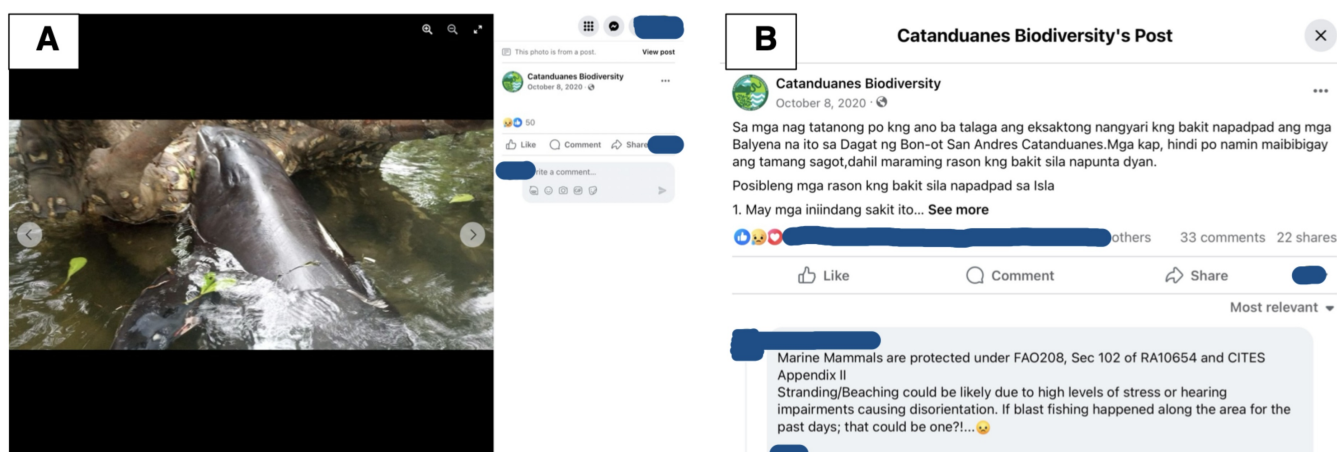 A
This photo is from a post.
View post
Catanduanes Biodiversity
October 8, 2020 ·
50
Like Comment Share
rite a comment...
B
Catanduanes Biodiversity's Post
Catanduanes Biodiversity
October 8, 2020 ·
Sa mga nag tatanong po kng ano ba talaga ang eksaktong nangyari kng bakit napadpad ang mga
Balyena na ito sa Dagat ng Bon-ot San Andres Catanduanes.Mga kap, hindi po namin maibibigay
ang tamang sagot,dahil maraming rason kng bakit sila napunta dyan.
Posibleng mga rason kng bakit sila napadpad sa Isla
1. May mga iniindang sakit ito... See more
others 33 comments 22 shares
Like Comment Share
Most relevant
Marine Mammals are protected under FAO208, Sec 102 of RA10654 and CITES
Appendix II
Stranding/Beaching could be likely due to high levels of stress or hearing
impairments causing disorientation. If blast fishing happened along the area for the
past days; that could be one?!...